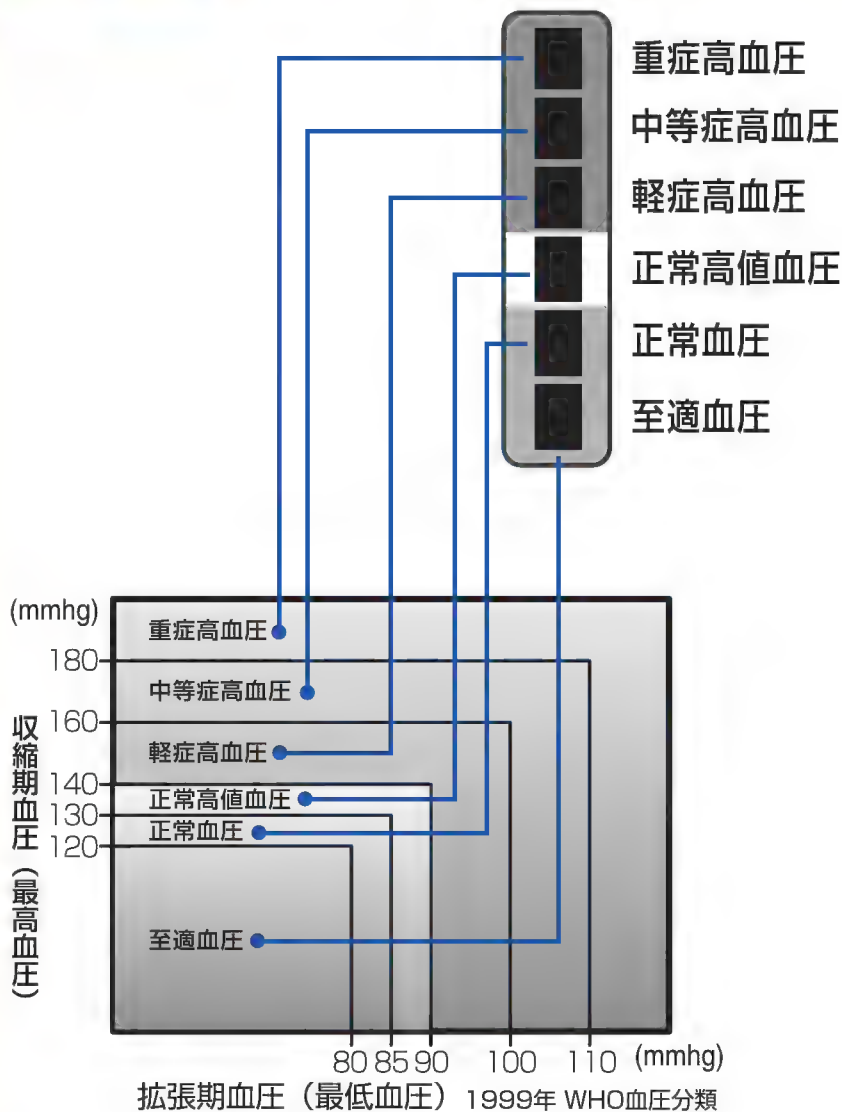 重症高血圧
中等症高血圧
軽症高血圧
正常高値血圧
正常血圧
至適血圧
(mmhg)
重症高血圧
180
中等症高血圧
160
軽症高血圧
140
正常高値血圧
130
正常血圧
120
至適血圧
収縮期血圧（最高血圧）
80 85 90 100 110 (mmhg)
拡張期血圧（最低血圧） 1999年 WHO血圧分類